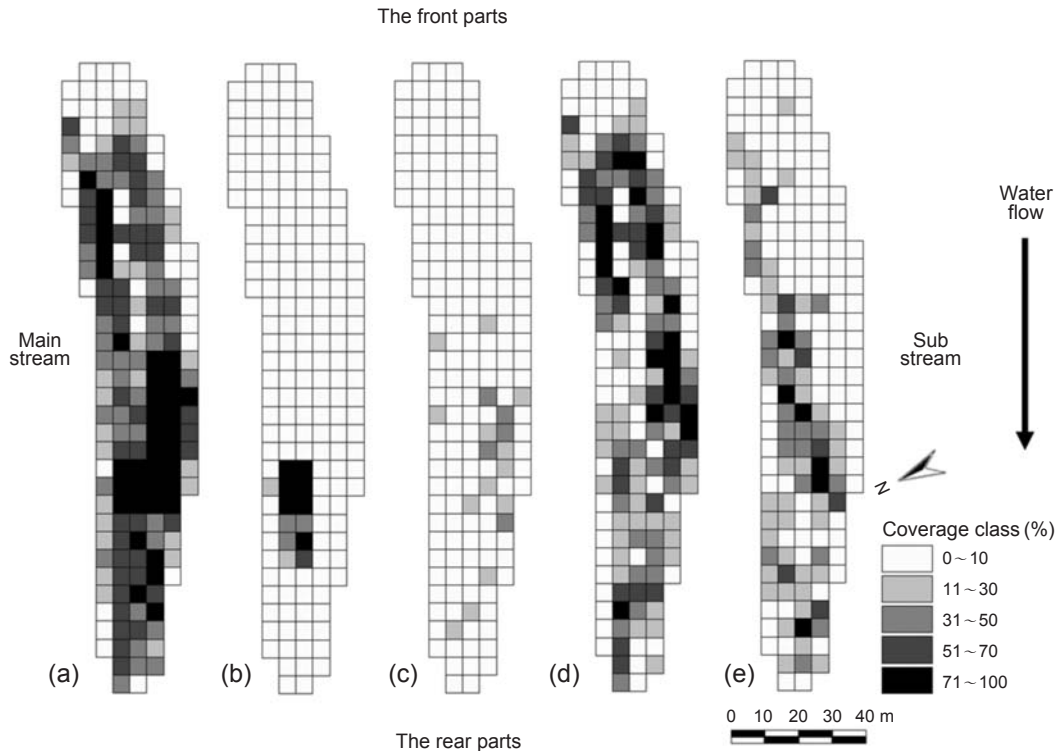 The front parts
Water
flow
Main
stream
Sub
stream
N
Coverage class (%)
0~10
11~30
31~50
51~70
71~100
(a)
(b)
(c)
(d)
(e)
0 10 20 30 40 m
The rear parts